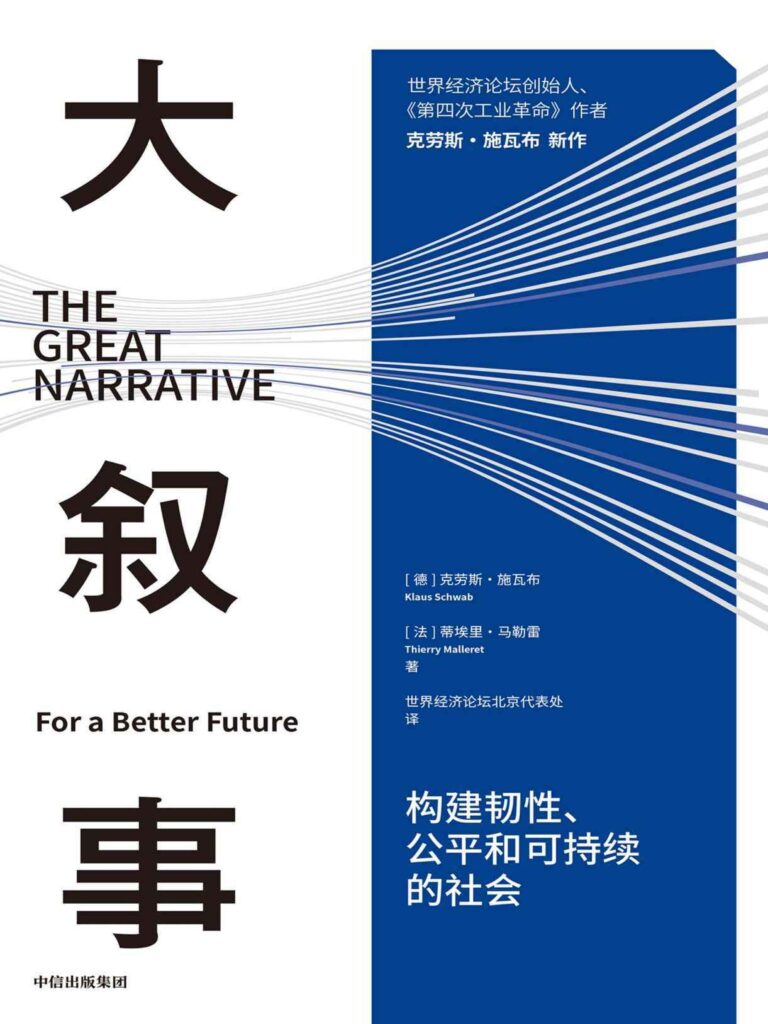 大
THE
GREAT
NARRATIVE
叙
For a Better Future
事
中信出版集团
世界经济论坛创始人、
《第四次工业革命》作者
克劳斯·施瓦布 新作
[ 德 ] 克劳斯·施瓦布
Klaus Schwab
[ 法 ] 蒂埃里·马勒雷
Thierry Malleret
著
世界经济论坛北京代表处
译
构建韧性、
公平和可持续
的社会